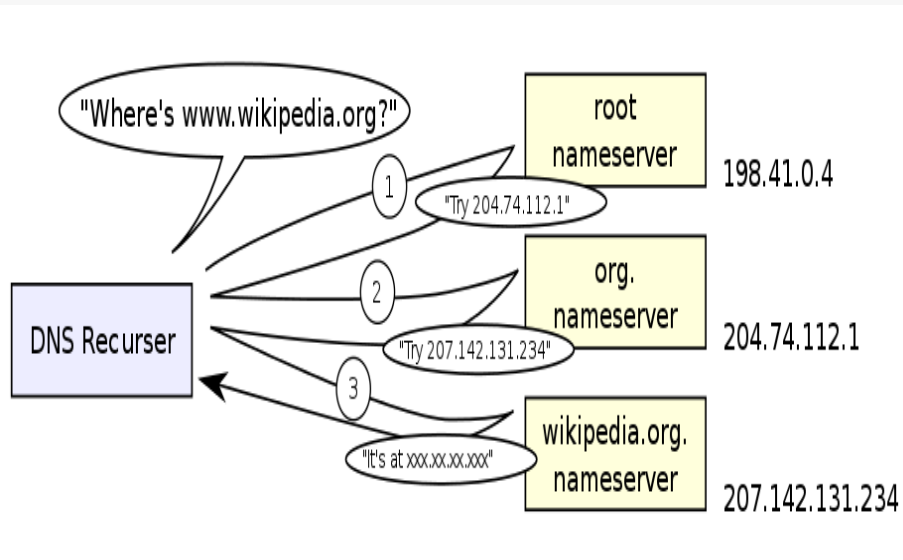 "Where's www.wikipedia.org?"
root
nameserver
198.41.0.4
1
"Try 204.74.112.1"
org.
nameserver
204.74.112.1
2
"Try 207.142.131.234"
DNS Recurser
3
wikipedia.org.
nameserver
207.142.131.234
"It's at xxx.xx.xx.xxx"